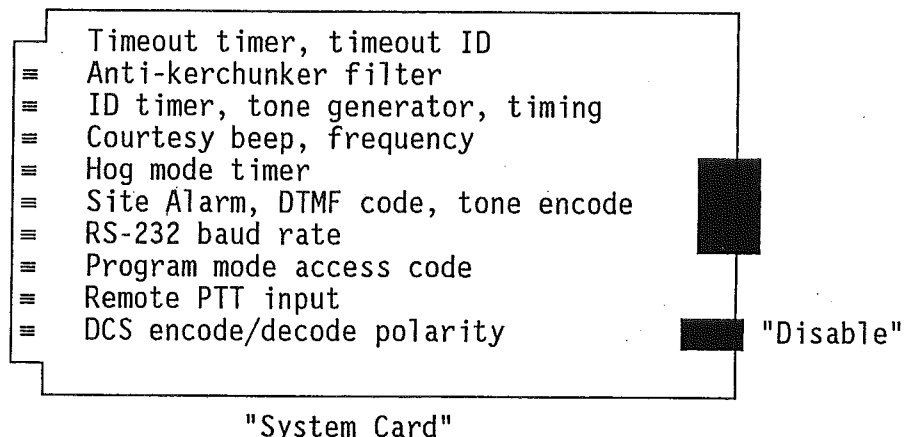 Timeout timer, timeout ID
Anti-kerchunker filter
ID timer, tone generator, timing
Courtesy beep, frequency
Hog mode timer
Site Alarm, DTMF code, tone encode
RS-232 baud rate
Program mode access code
Remote PTT input
DCS encode/decode polarity
"Disable"
"System Card"